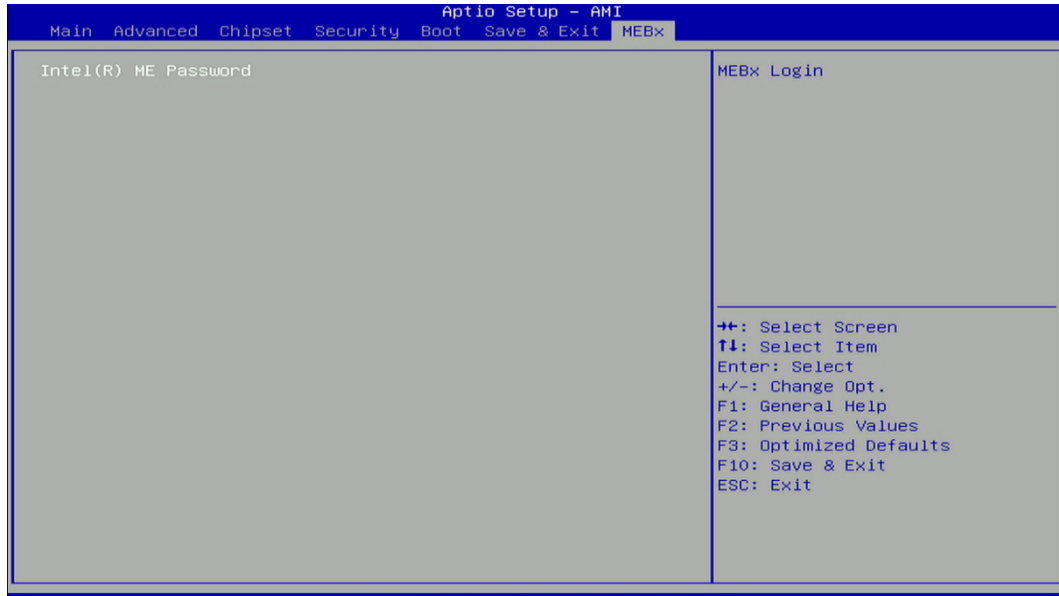 Aptio Setup – AMI
Main Advanced Chipset Security Boot Save & Exit MEBx
Intel(R) ME Password
MEBx Login
→←: Select Screen
↑↓: Select Item
Enter: Select
+/-: Change Opt.
F1: General Help
F2: Previous Values
F3: Optimized Defaults
F10: Save & Exit
ESC: Exit